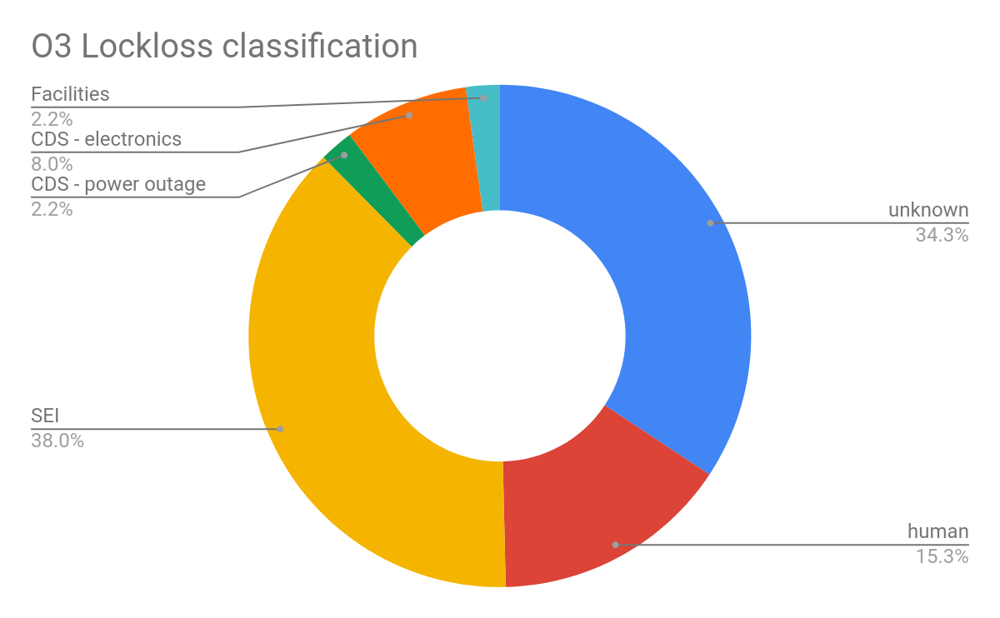 O3 Lockloss classification
Facilities
2.2%
CDS - electronics
8.0%
CDS - power outage
2.2%
unknown
34.3%
SEI
38.0%
human
15.3%